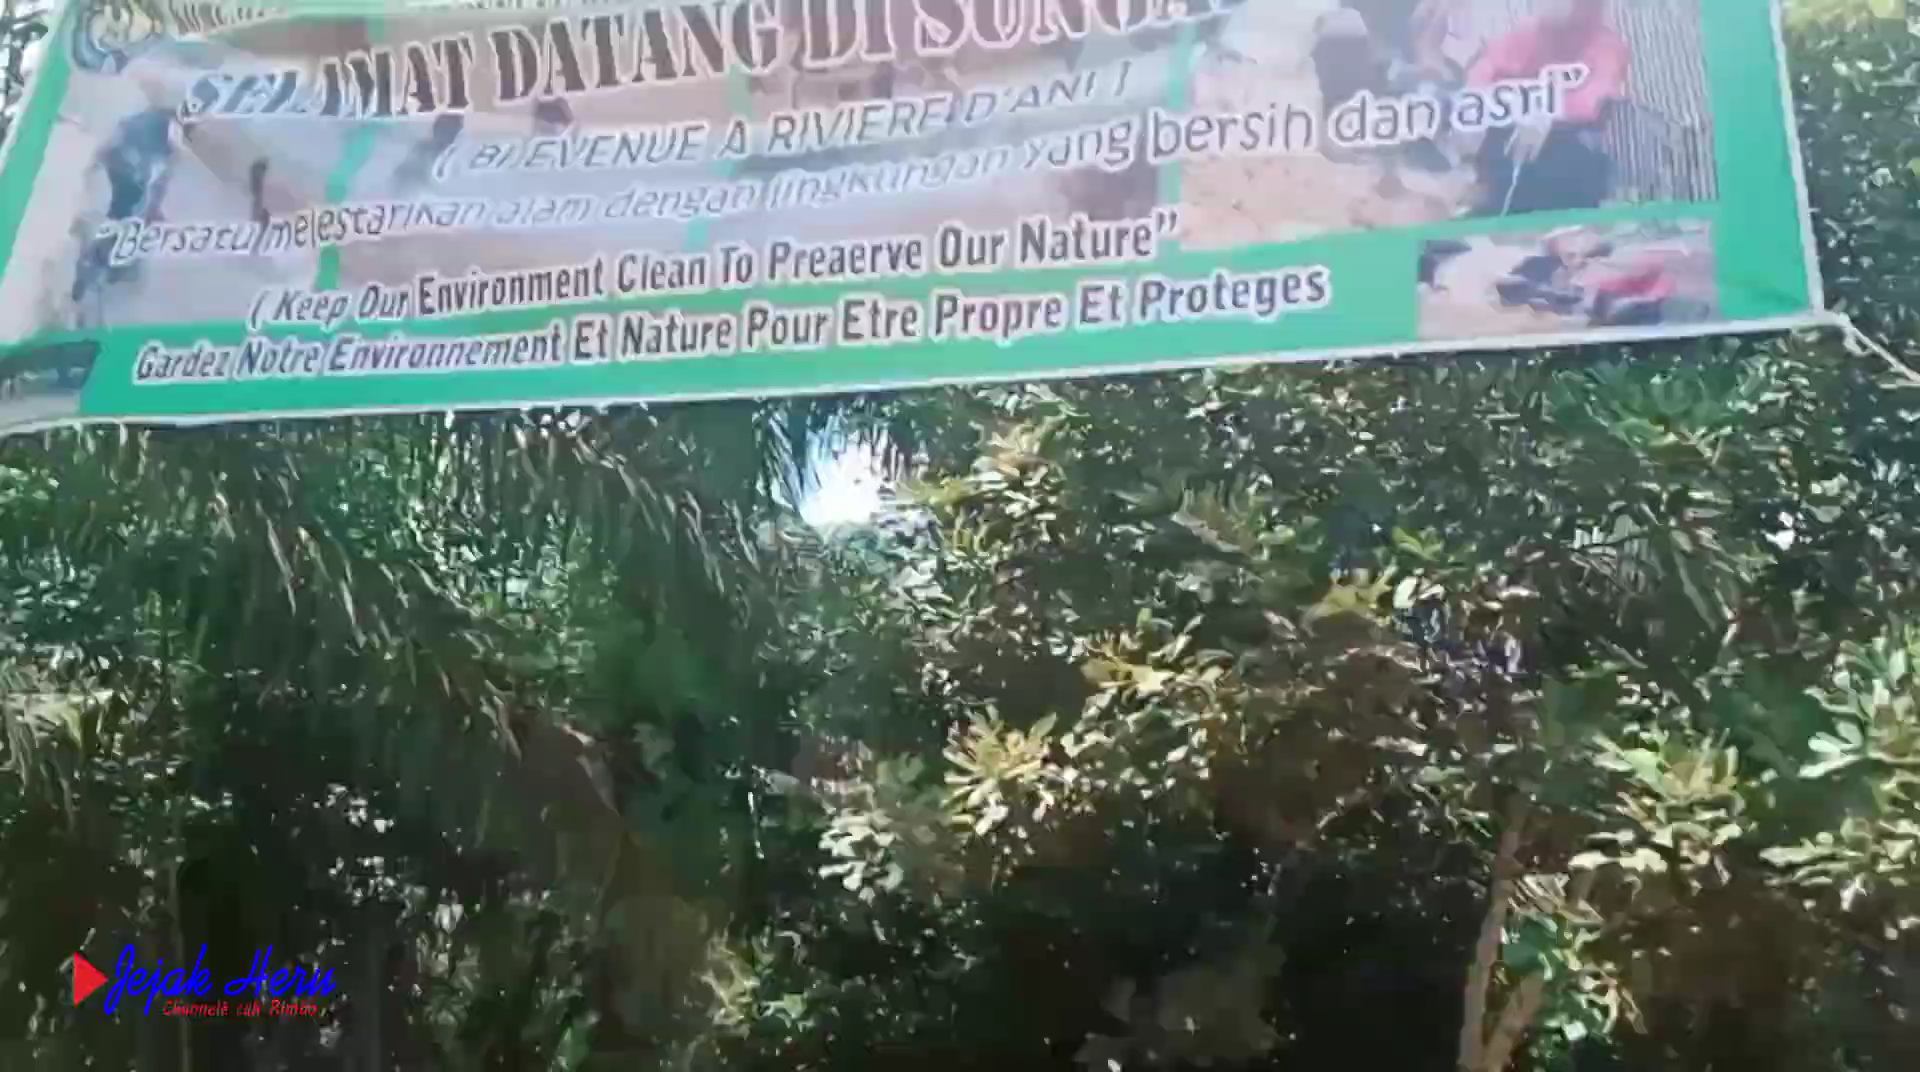 SELAMAT DATANG DI
( BIEVENUE A RIVIERE D'ANI )
"Bersatu melestarikan alam dengan lingkungan yang bersih dan asri"
( Keep Our Environment Clean To Preaerve Our Nature"
Gardez Notre Environnement Et Nature Pour Etre Propre Et Proteges
Jejak Heru